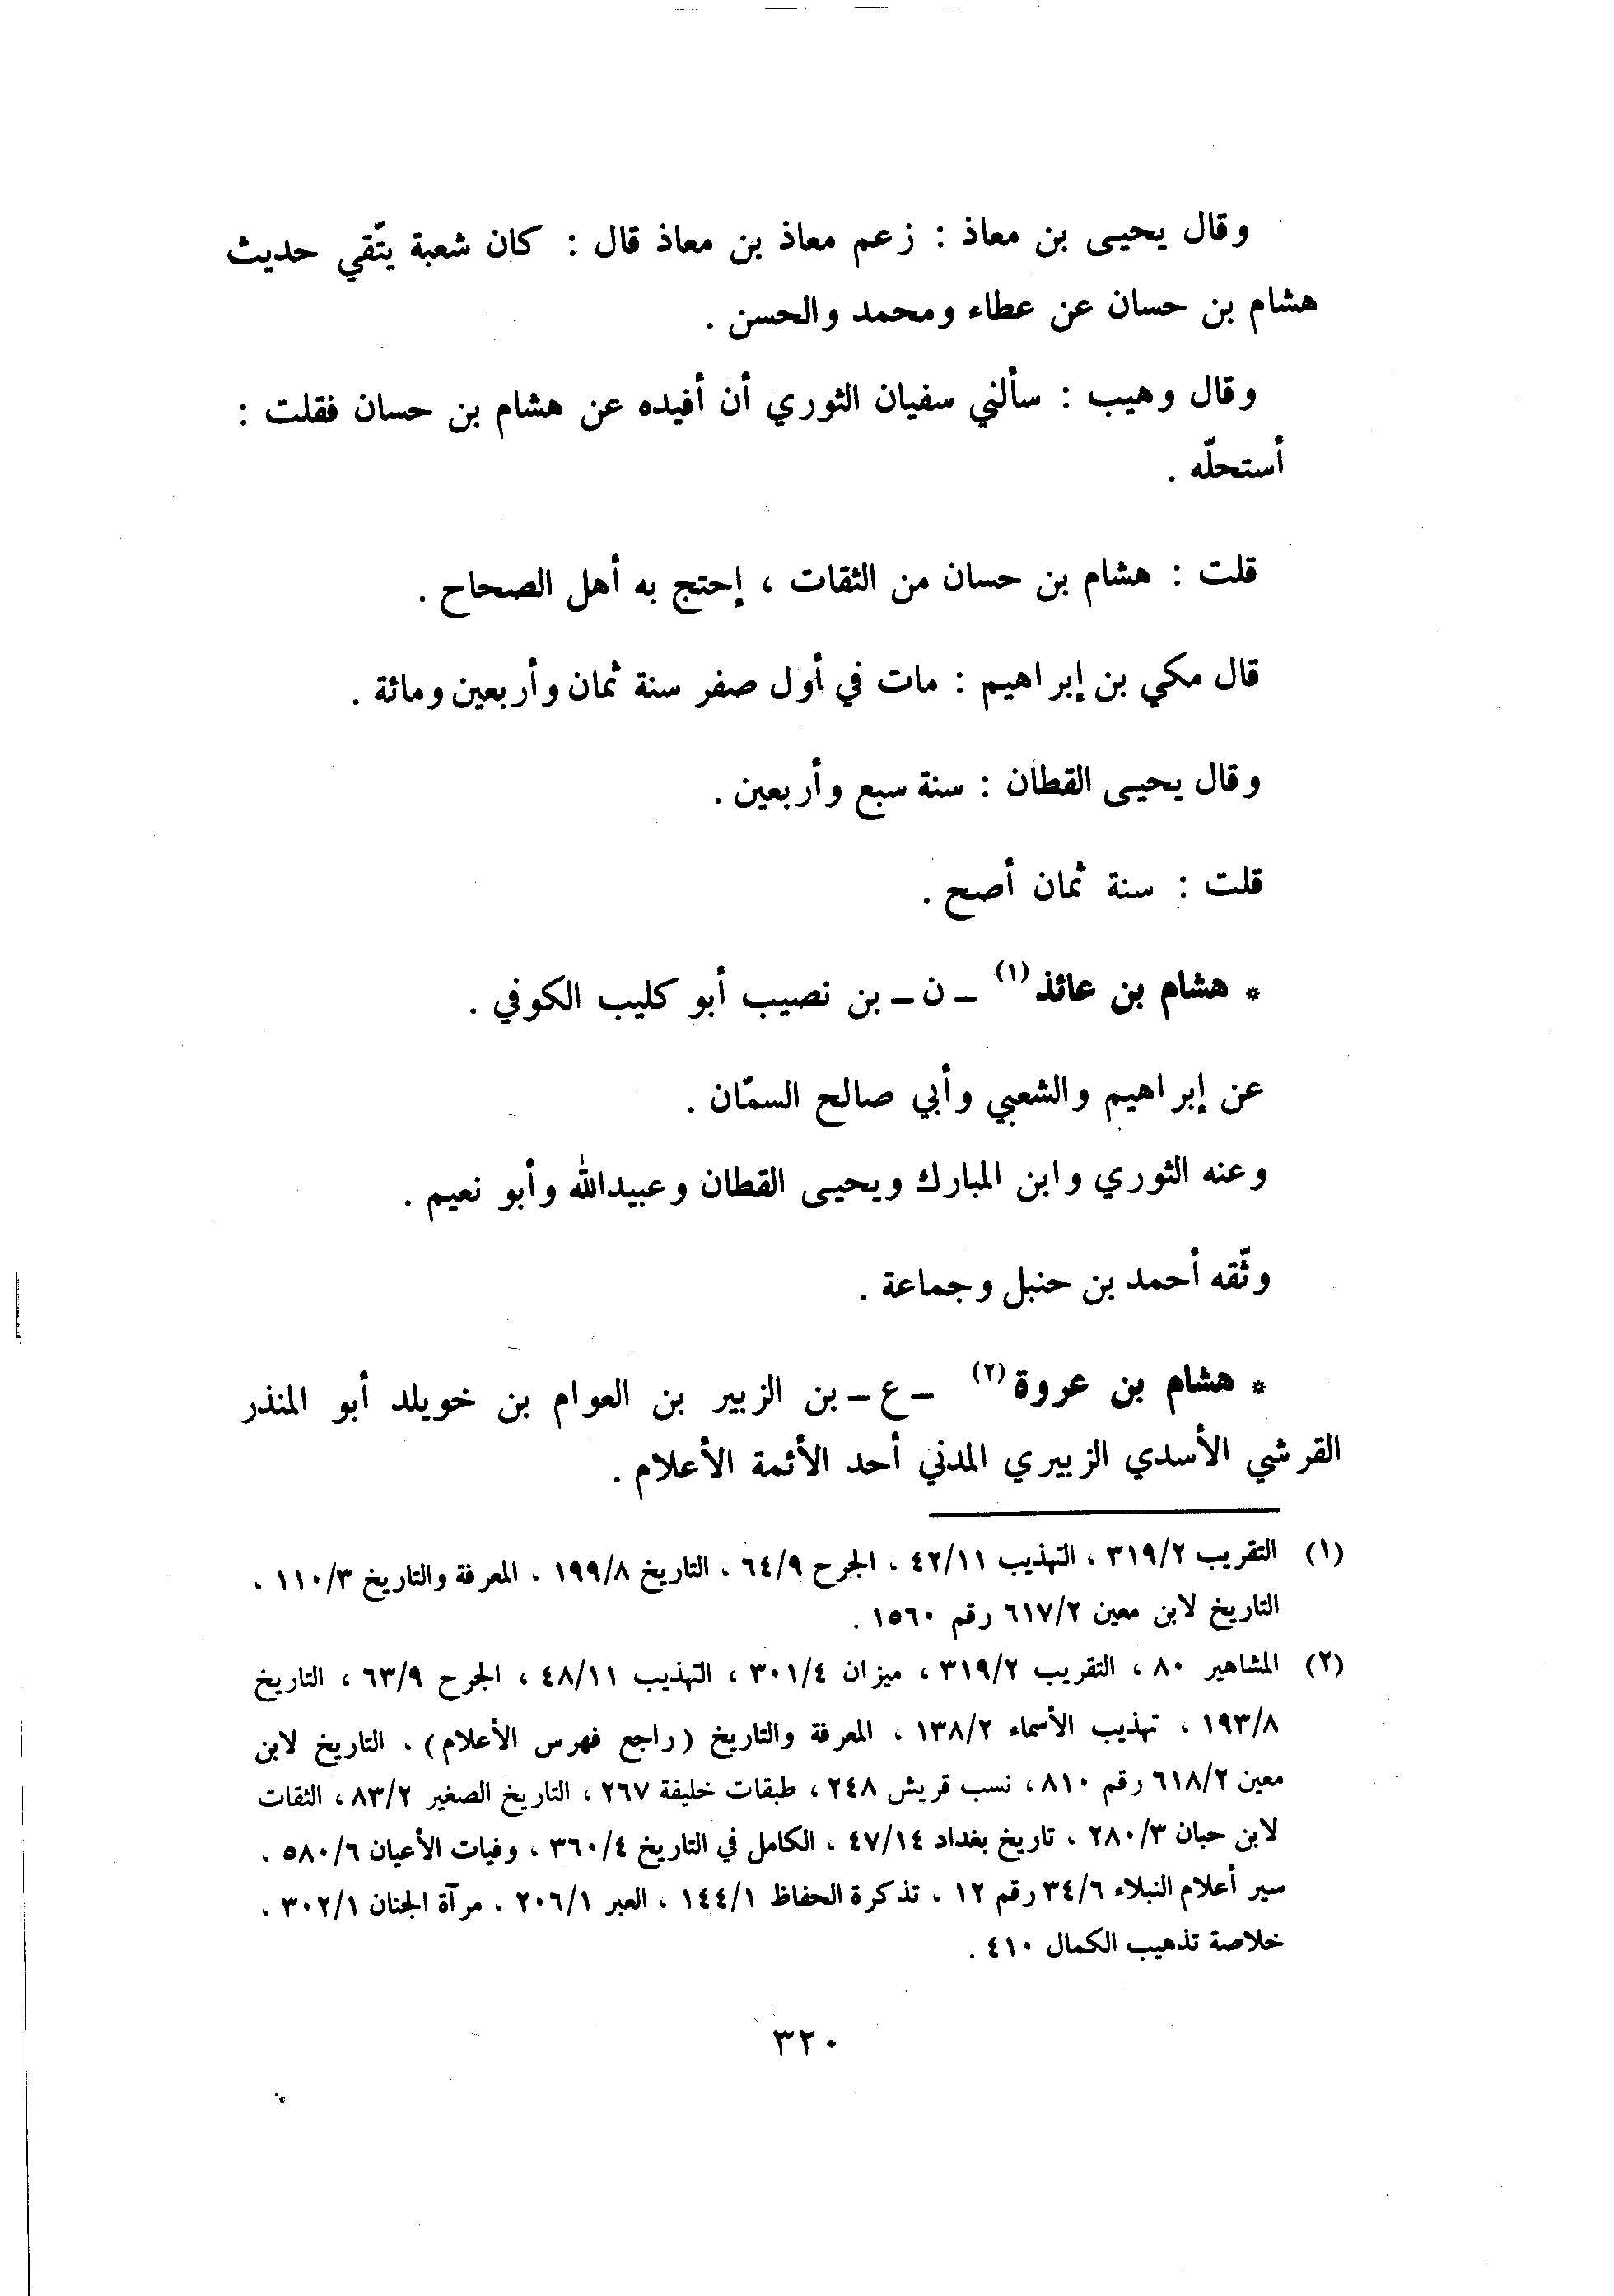 وقال يحيى بن معاذ : زعم معاذ بن معاذ قال : كان شعبة يتّقي حديث
هشام بن حسان عن عطاء ومحمد والحسن .
وقال وهيب : سألني سفيان الثوري أن أفيده عن هشام بن حسان فقلت :
أستحلّه .
قلت : هشام بن حسان من الثقات ، إحتج به أهل الصحاح .
قال مكي بن إبراهيم : مات في أول صفر سنة ثمان وأربعين ومائة .
وقال يحيى القطان : سنة سبع وأربعين .
قلت : سنة ثمان أصح .
* هشام بن عائذ (١) – ن – بن نصيب أبو كليب الكوفي .
عن إبراهيم والشعبي وأبي صالح السمّان .
وعنه الثوري وابن المبارك ويحيى القطان وعبيدالله وأبو نعيم .
وثّقه أحمد بن حنبل وجماعة .
* هشام بن عروة (٢) – ع – بن الزبير بن العوام بن خويلد أبو المنذر
القرشي الأسدي الزبيري المدني أحد الأئمة الأعلام .
(١) التقريب ٣١٩/٢ ، التهذيب ٤٢/١١ ، الجرح ٦٤/٩ ، التاريخ ١٩٩/٨ ، المعرفة والتاريخ ١١٠/٣ ،
التاريخ لابن معين ٦١٧/٢ رقم ١٥٦٠ .
(٢) المشاهير ٨٠ ، التقريب ٣١٩/٢ ، ميزان ٣٠١/٤ ، التهذيب ٤٨/١١ ، الجرح ٦٣/٩ ، التاريخ
١٩٣/٨ ، تهذيب الأسماء ١٣٨/٢ ، المعرفة والتاريخ (راجع فهرس الأعلام) ، التاريخ لابن
معين ٦١٨/٢ رقم ٨١٠ ، نسب قريش ٢٤٨ ، طبقات خليفة ٢٦٧ ، التاريخ الصغير ٨٣/٢ ، الثقات
لابن حبان ٢٨٠/٣ ، تاريخ بغداد ٤٧/١٤ ، الكامل في التاريخ ٣٦٠/٤ ، وفيات الأعيان ٥٨٠/٦ ،
سير أعلام النبلاء ٣٤/٦ رقم ١٢ ، تذكرة الحفاظ ١٤٤/١ ، العبر ٢٠٦/١ ، مرآة الجنان ٣٠٢/١ ،
خلاصة تذهيب الكمال ٤١٠ .
٣٢٠